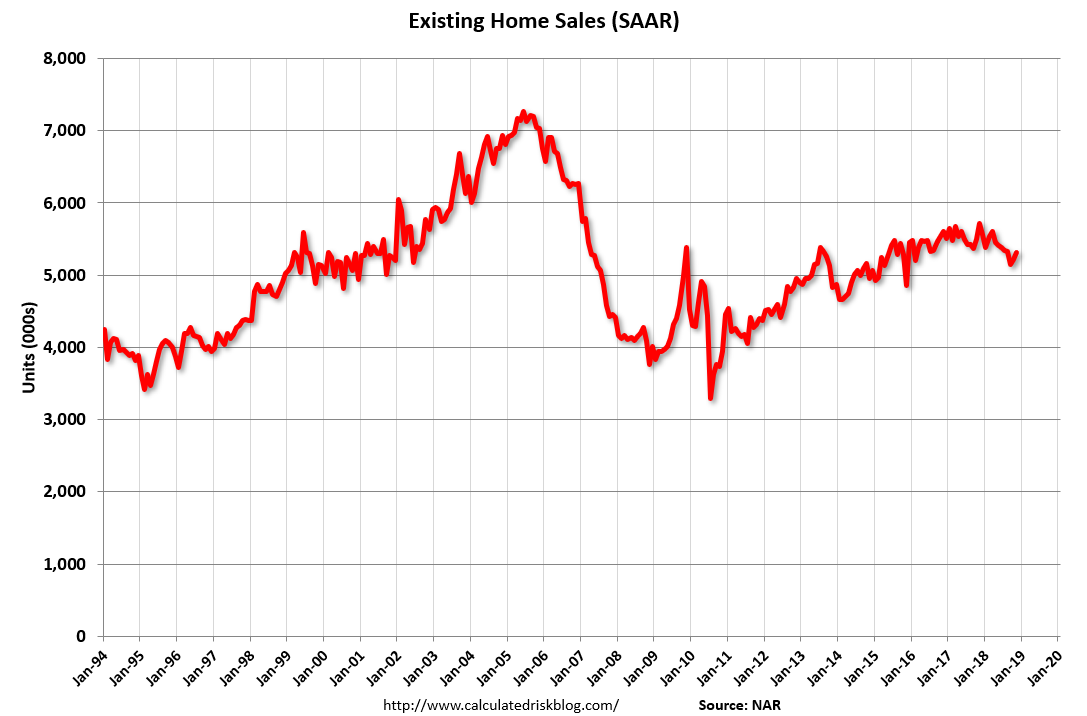 Existing Home Sales (SAAR)
8,000
7,000
6,000
5,000
4,000
3,000
2,000
1,000
0
Units (000s)
Jan-94
Jan-95
Jan-96
Jan-97
Jan-98
Jan-99
Jan-00
Jan-01
Jan-02
Jan-03
Jan-04
Jan-05
Jan-06
Jan-07
Jan-08
Jan-09
Jan-10
Jan-11
Jan-12
Jan-13
Jan-14
Jan-15
Jan-16
Jan-17
Jan-18
Jan-19
Jan-20
http://www.calculatedriskblog.com/ Source: NAR